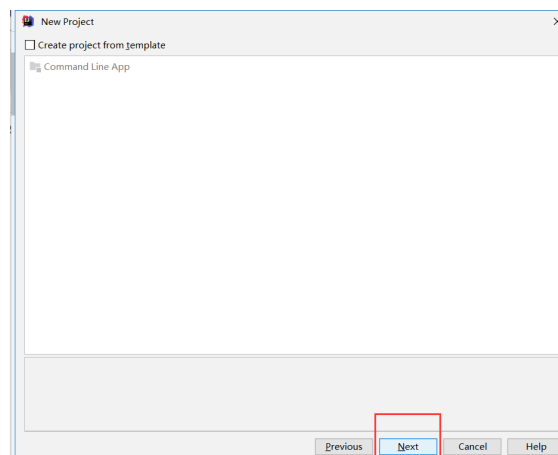 New Project
Create project from template
Command Line App
Previous Next Cancel Help